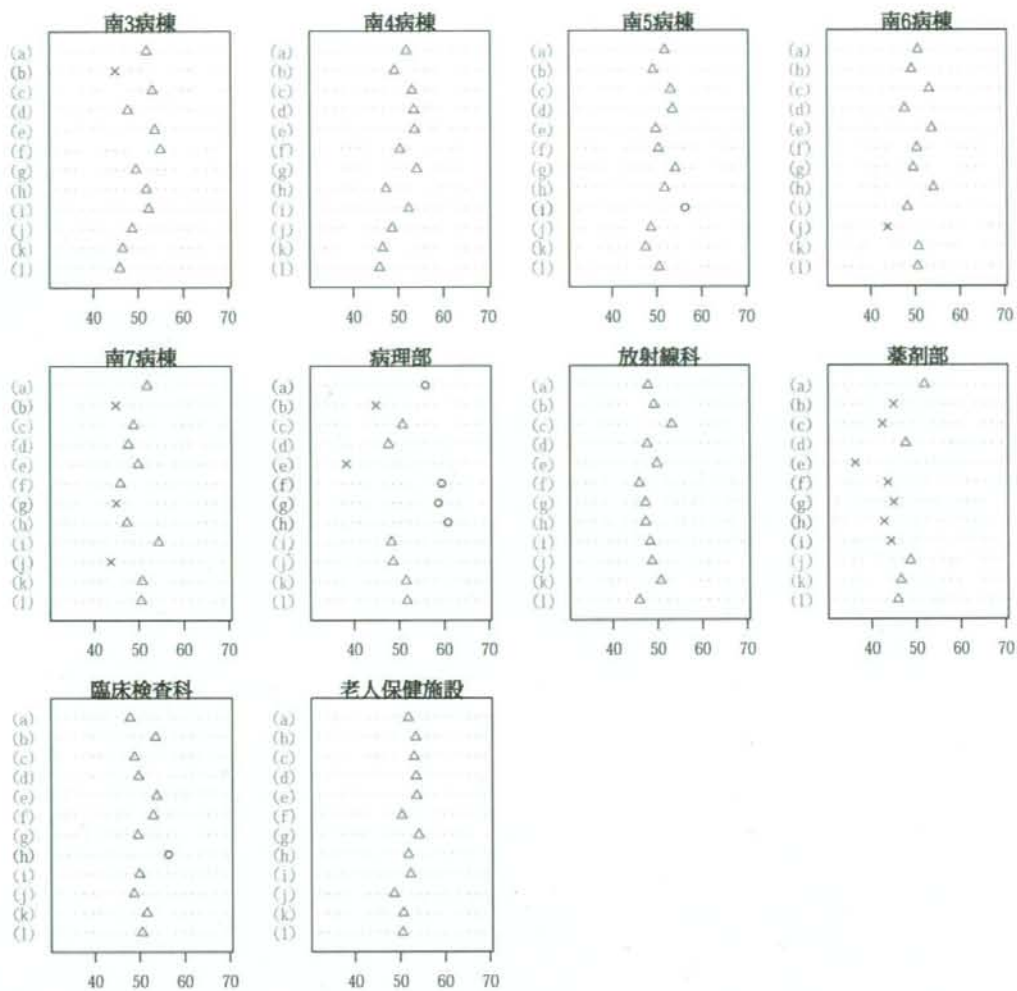 南3病棟 南4病棟 南5病棟 南6病棟
(a) (a) (a) (a)
(b) (b) (b) (b)
(c) (c) (c) (c)
(d) (d) (d) (d)
(e) (e) (e) (e)
(f) (f) (f) (f)
(g) (g) (g) (g)
(h) (h) (h) (h)
(i) (i) (i) (i)
(j) (j) (j) (j)
(k) (k) (k) (k)
(l) (l) (l) (l)
40 50 60 70 40 50 60 70 40 50 60 70 40 50 60 70
南7病棟 病理部 放射線科 薬剤部
(a) (a) (a) (a)
(b) (b) (b) (b)
(c) (c) (c) (c)
(d) (d) (d) (d)
(e) (e) (e) (e)
(f) (f) (f) (f)
(g) (g) (g) (g)
(h) (h) (h) (h)
(i) (i) (i) (i)
(j) (j) (j) (j)
(k) (k) (k) (k)
(l) (l) (l) (l)
40 50 60 70 40 50 60 70 40 50 60 70 40 50 60 70
臨床検査科 老人保健施設
(a) (a)
(b) (b)
(c) (c)
(d) (d)
(e) (e)
(f) (f)
(g) (g)
(h) (h)
(i) (i)
(j) (j)
(k) (k)
(l) (l)
40 50 60 70 40 50 60 70